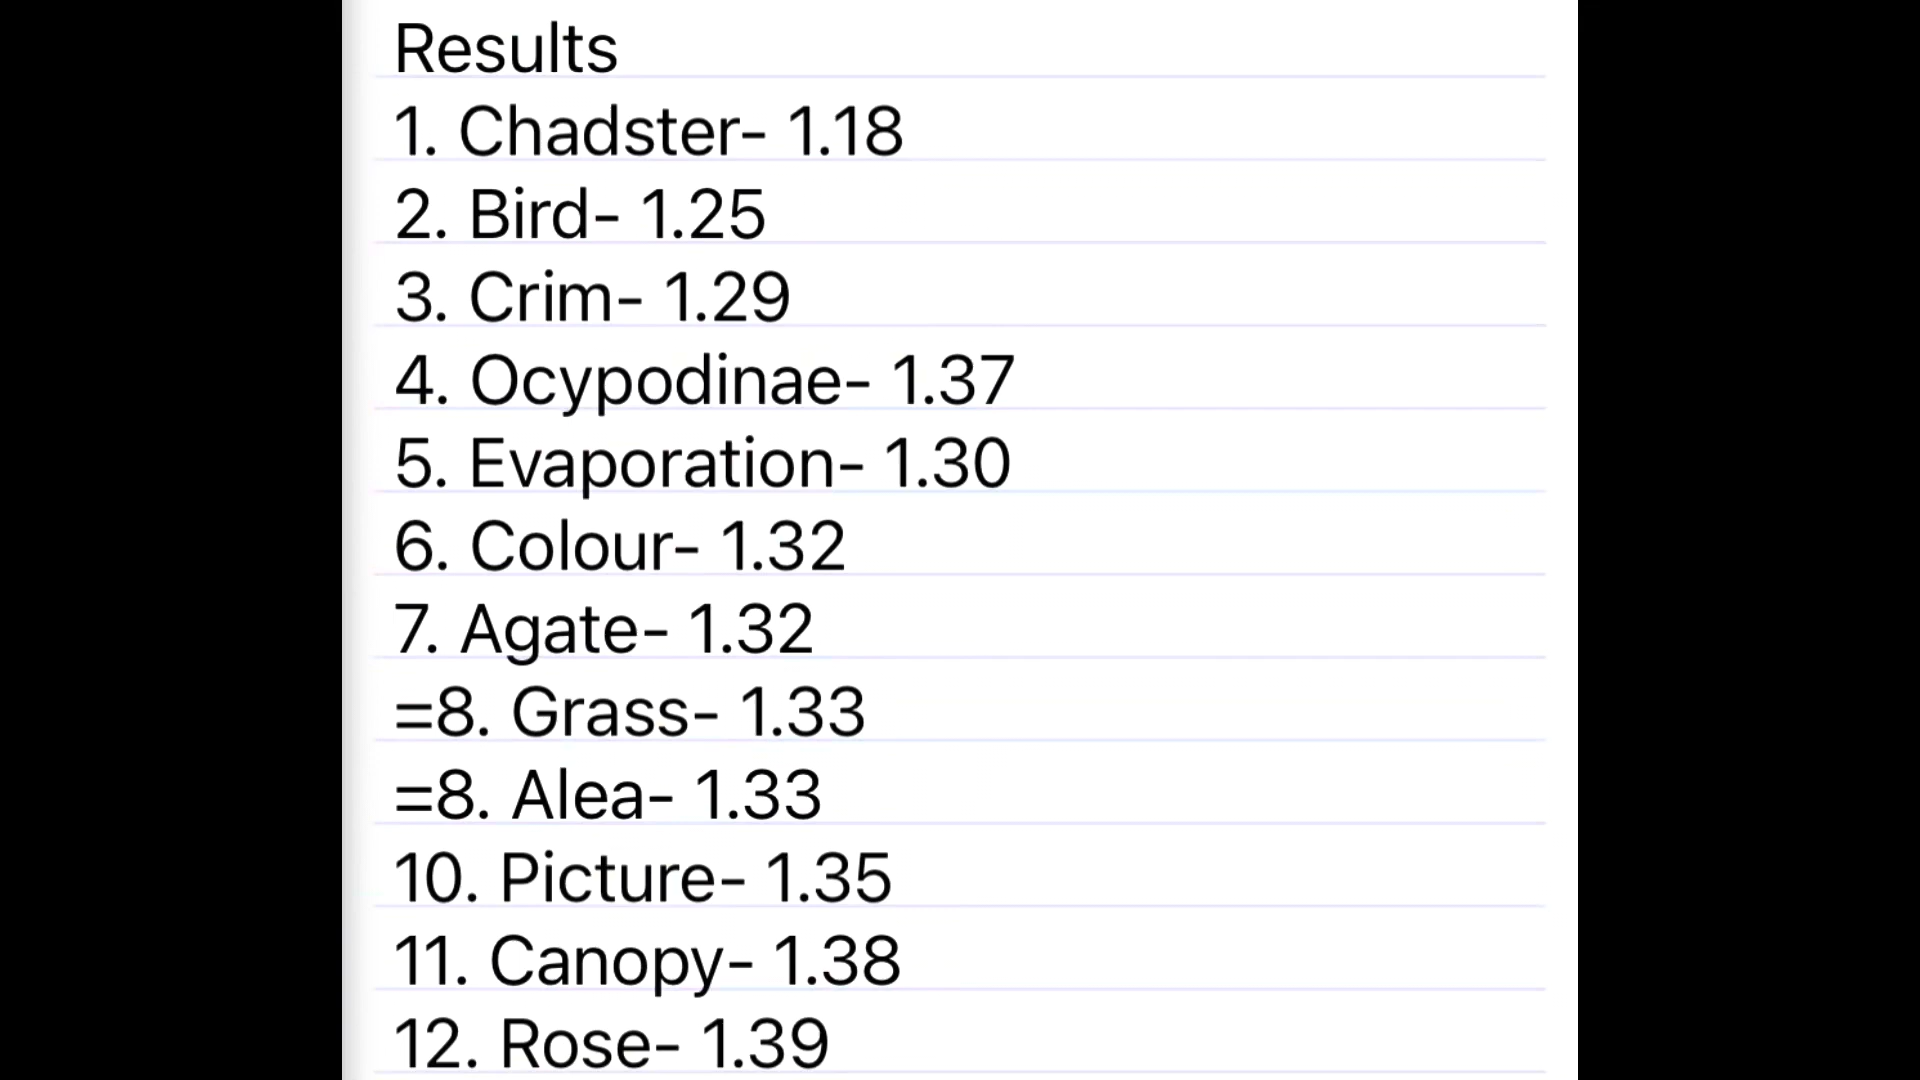 Results
1. Chadster- 1.18
2. Bird- 1.25
3. Crim- 1.29
4. Ocypodinae- 1.37
5. Evaporation- 1.30
6. Colour- 1.32
7. Agate- 1.32
=8. Grass- 1.33
=8. Alea- 1.33
10. Picture- 1.35
11. Canopy- 1.38
12. Rose- 1.39